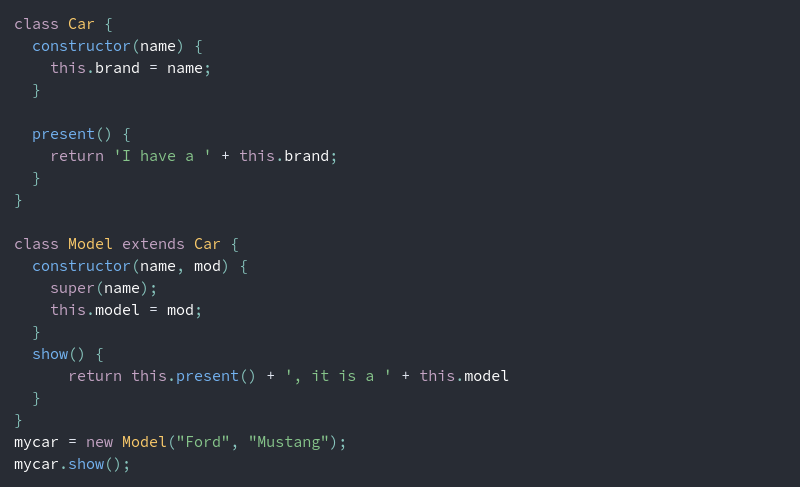 class Car {
  constructor(name) {
    this.brand = name;
  }

  present() {
    return 'I have a ' + this.brand;
  }
}

class Model extends Car {
  constructor(name, mod) {
    super(name);
    this.model = mod;
  }
  show() {
      return this.present() + ', it is a ' + this.model
  }
}
mycar = new Model("Ford", "Mustang");
mycar.show();